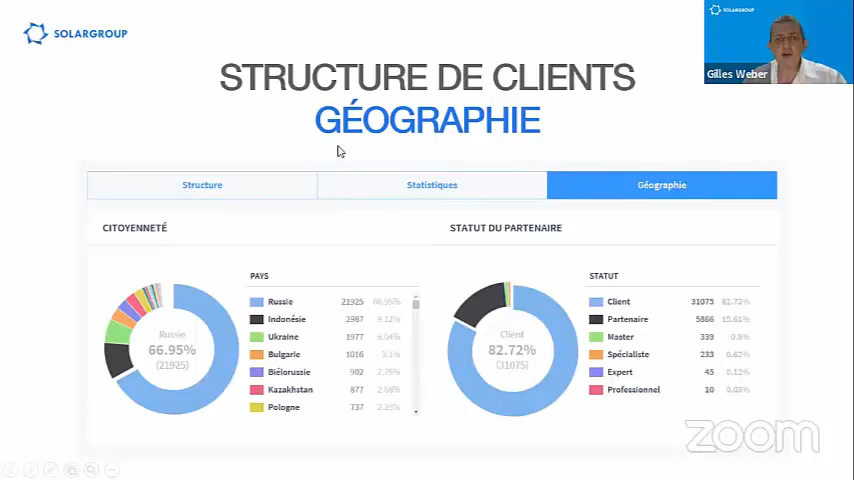 SOLARGROUP
SOLARGROUP
Gilles Weber
STRUCTURE DE CLIENTS
GÉOGRAPHIE
Structure
Statistiques
Géographie
CITOYENNETÉ
STATUT DU PARTENAIRE
Russie
66.95%
(21925)
PAYS
Russie 21925 66.95%
Indonésie 2987 9.12%
Ukraine 1977 6.04%
Bulgarie 1016 3.1%
Biélorussie 902 2.75%
Kazakhstan 877 2.68%
Pologne 737 2.25%
Client
82.72%
(31075)
STATUT
Client 31075 82.72%
Partenaire 5866 15.61%
Master 339 0.9%
Spécialiste 233 0.62%
Expert 45 0.12%
Professionnel 10 0.03%
zoom